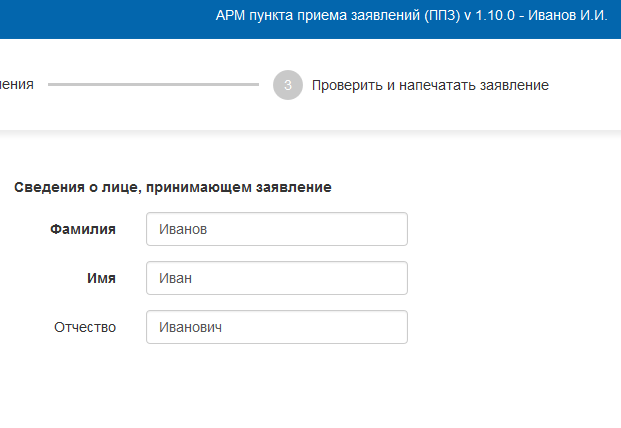 АРМ пункта приема заявлений (ППЗ) v 1.10.0 - Иванов И.И.
3 Проверить и напечатать заявление
Сведения о лице, принимающем заявление
Фамилия Иванов
Имя Иван
Отчество Иванович